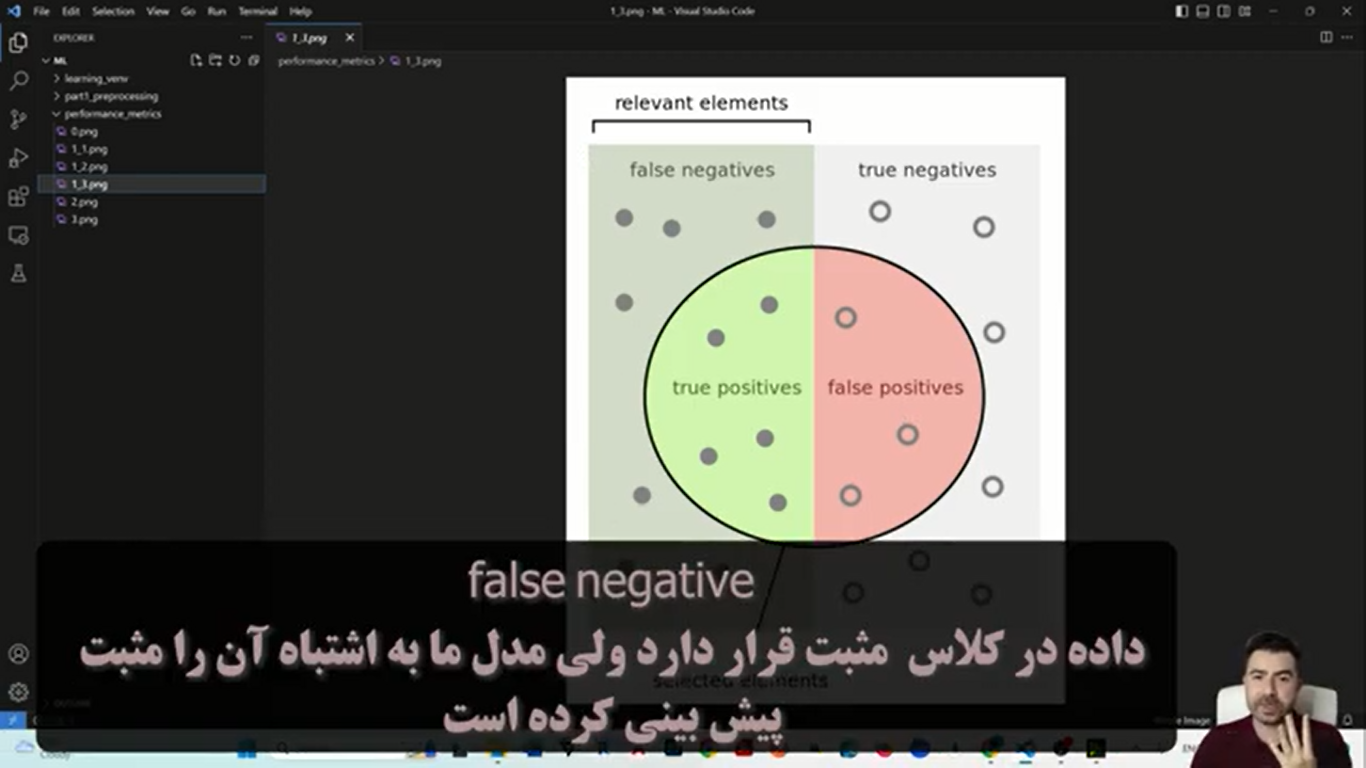 File Edit Selection View Go Run Terminal Help
1_3.png - ML - Visual Studio Code
EXPLORER
1_3.png
ML
performance_metrics > 1_3.png
learning_venv
part1_preprocessing
performance_metrics
0.png
1_1.png
1_2.png
1_3.png
2.png
3.png
relevant elements
false negatives
true negatives
true positives
false positives
selected elements
false negative
داده در کلاس مثبت قرار دارد ولی مدل ما به اشتباه آن را مثبت
پیش بینی کرده است
Image
Cloudy